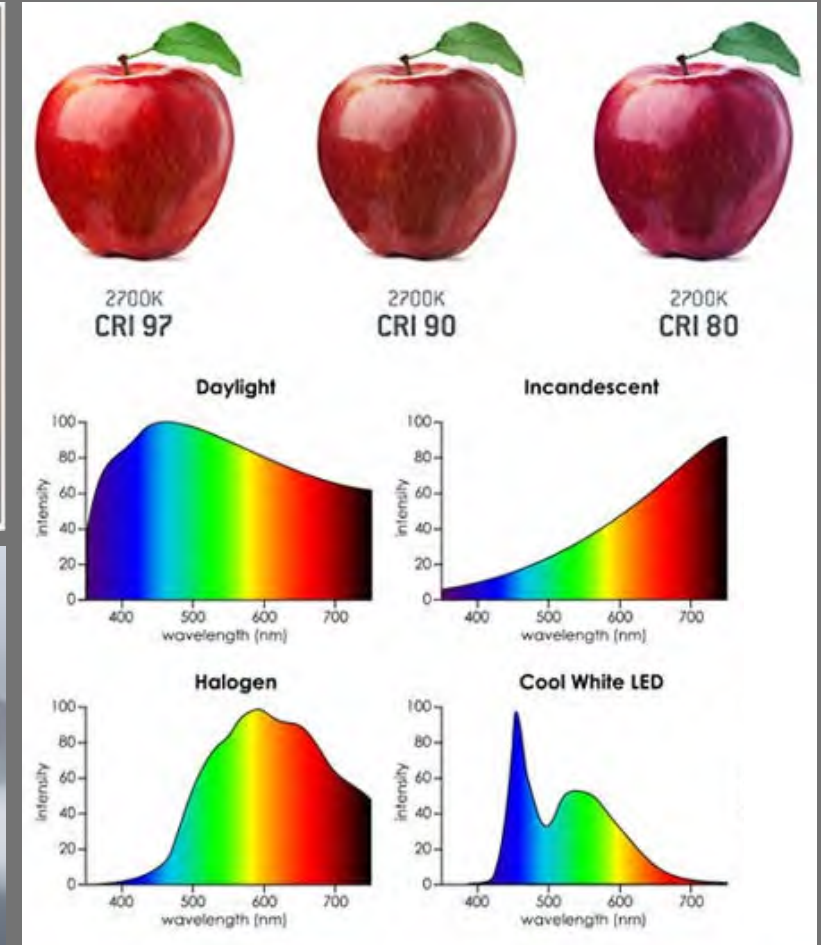 2700K
CRI 97
2700K
CRI 90
2700K
CRI 80
Daylight
100
80
60
40
20
0
intensity
400 500 600 700
wavelength (nm)
Incandescent
100
80
60
40
20
0
intensity
400 500 600 700
wavelength (nm)
Halogen
100
80
60
40
20
0
intensity
400 500 600 700
wavelength (nm)
Cool White LED
100
80
60
40
20
0
intensity
400 500 600 700
wavelength (nm)